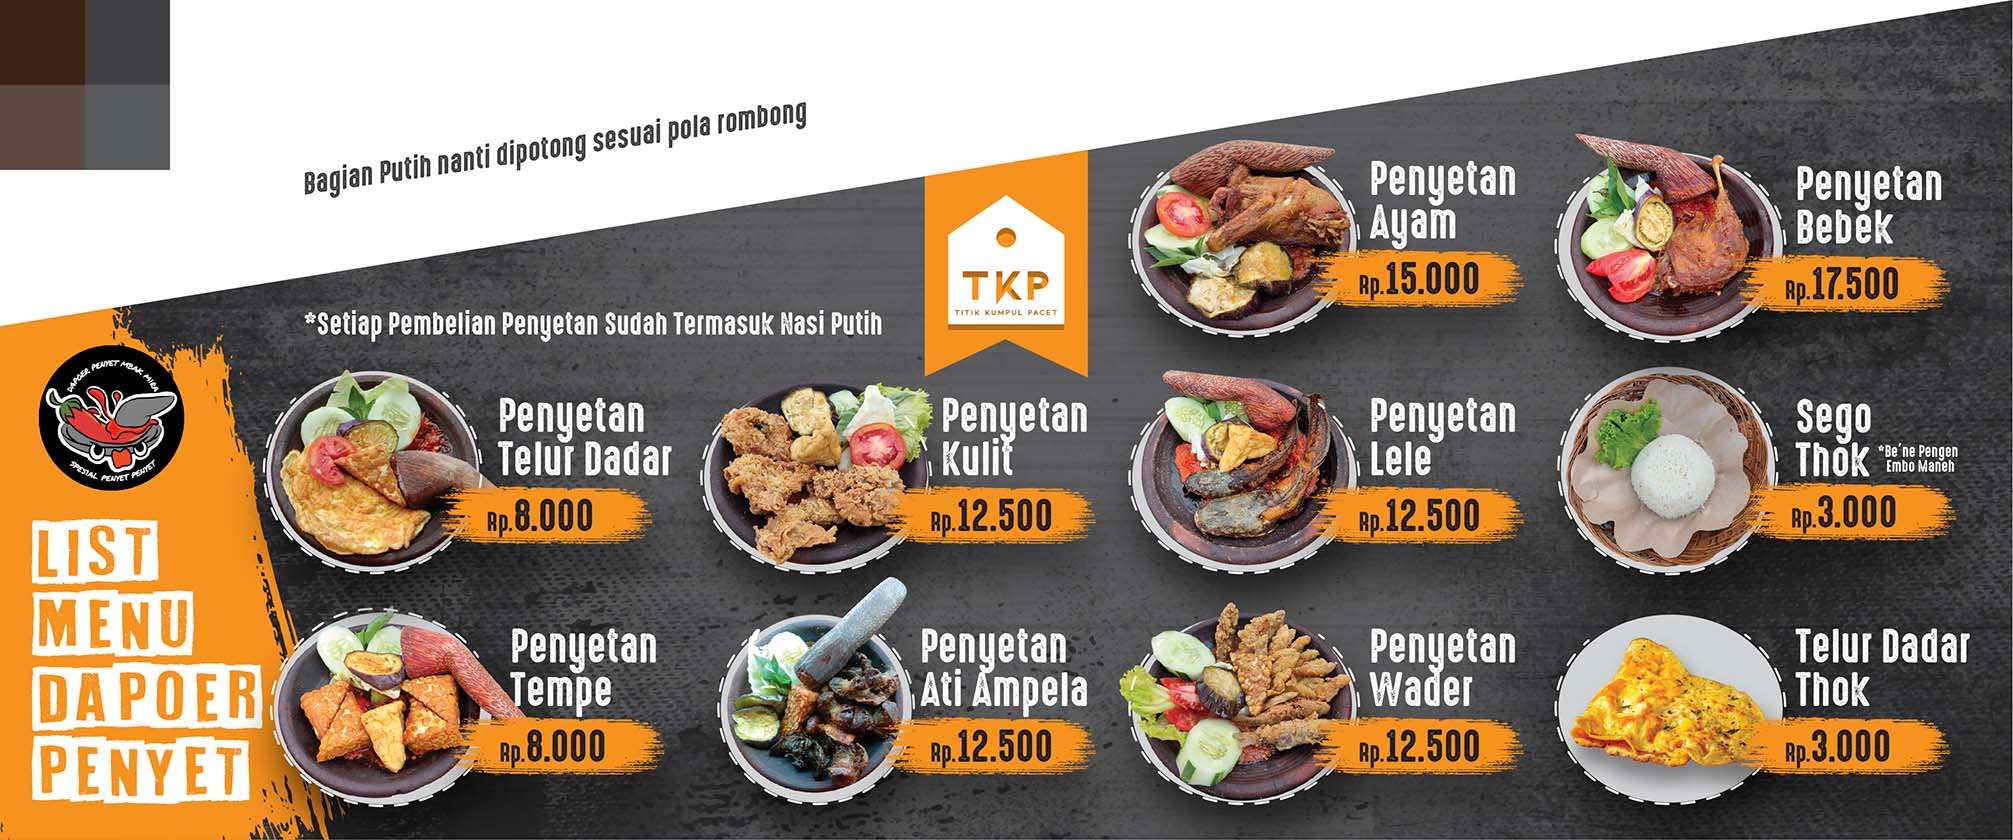 Bagian Putih nanti dipotong sesuai pola rombong
*Setiap Pembelian Penyetan Sudah Termasuk Nasi Putih
TKP
TITIK KUMPUL PACET
Penyetan
Ayam
Rp.15.000
Penyetan
Bebek
Rp.17.500
DAPOER PENYET MBAK MIRA
SPESIAL PENYET PENYET
LIST
MENU
DAPOER
PENYET
Penyetan
Telur Dadar
Rp.8.000
Penyetan
Kulit
Rp.12.500
Penyetan
Lele
Rp.12.500
Sego
Thok
*Be'ne Pengen
Embo Maneh
Rp.3.000
Penyetan
Tempe
Rp.8.000
Penyetan
Ati Ampela
Rp.12.500
Penyetan
Wader
Rp.12.500
Telur Dadar
Thok
Rp.3.000